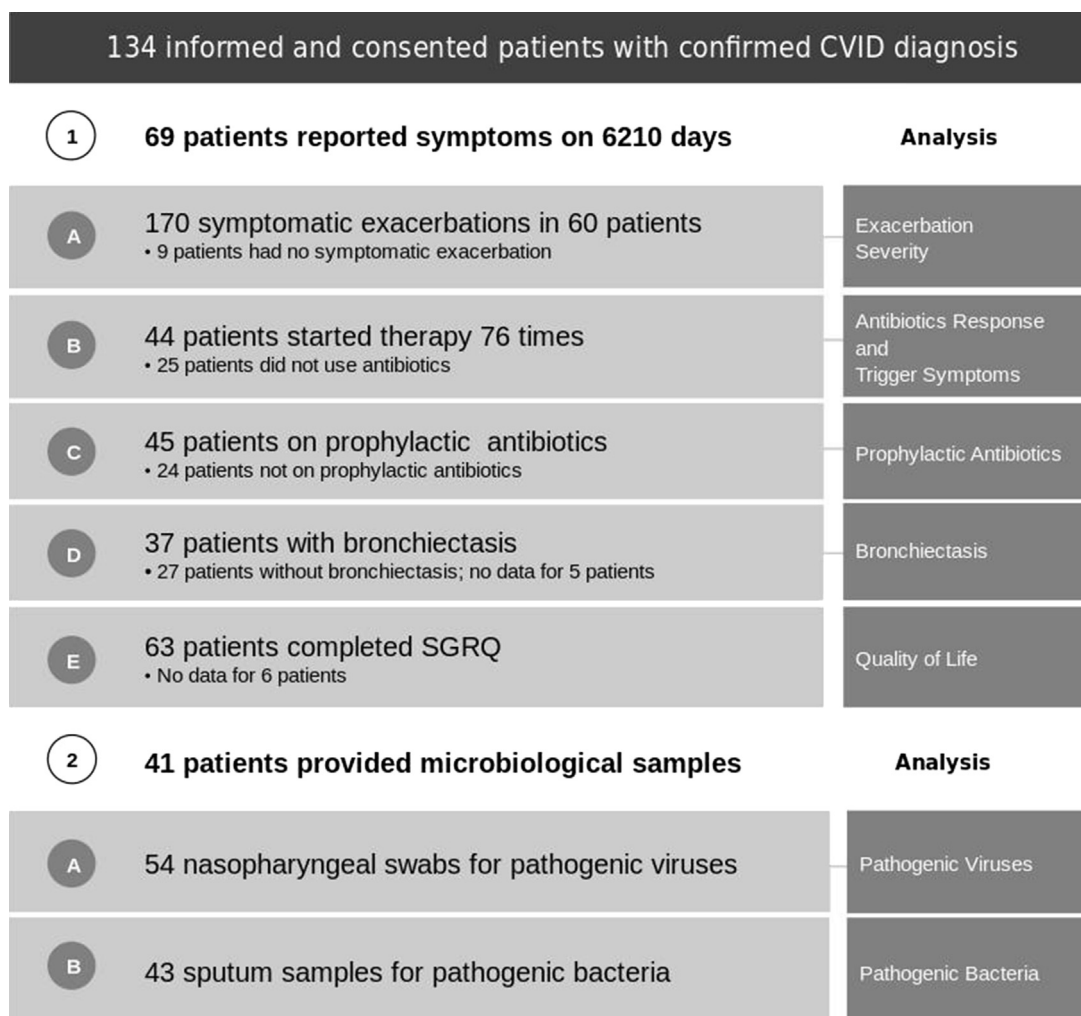 134 informed and consented patients with confirmed CVID diagnosis
1 69 patients reported symptoms on 6210 days Analysis
A 170 symptomatic exacerbations in 60 patients
• 9 patients had no symptomatic exacerbation
Exacerbation
Severity
B 44 patients started therapy 76 times
• 25 patients did not use antibiotics
Antibiotics Response
and
Trigger Symptoms
C 45 patients on prophylactic antibiotics
• 24 patients not on prophylactic antibiotics
Prophylactic Antibiotics
D 37 patients with bronchiectasis
• 27 patients without bronchiectasis; no data for 5 patients
Bronchiectasis
E 63 patients completed SGRQ
• No data for 6 patients
Quality of Life
2 41 patients provided microbiological samples Analysis
A 54 nasopharyngeal swabs for pathogenic viruses
Pathogenic Viruses
B 43 sputum samples for pathogenic bacteria
Pathogenic Bacteria